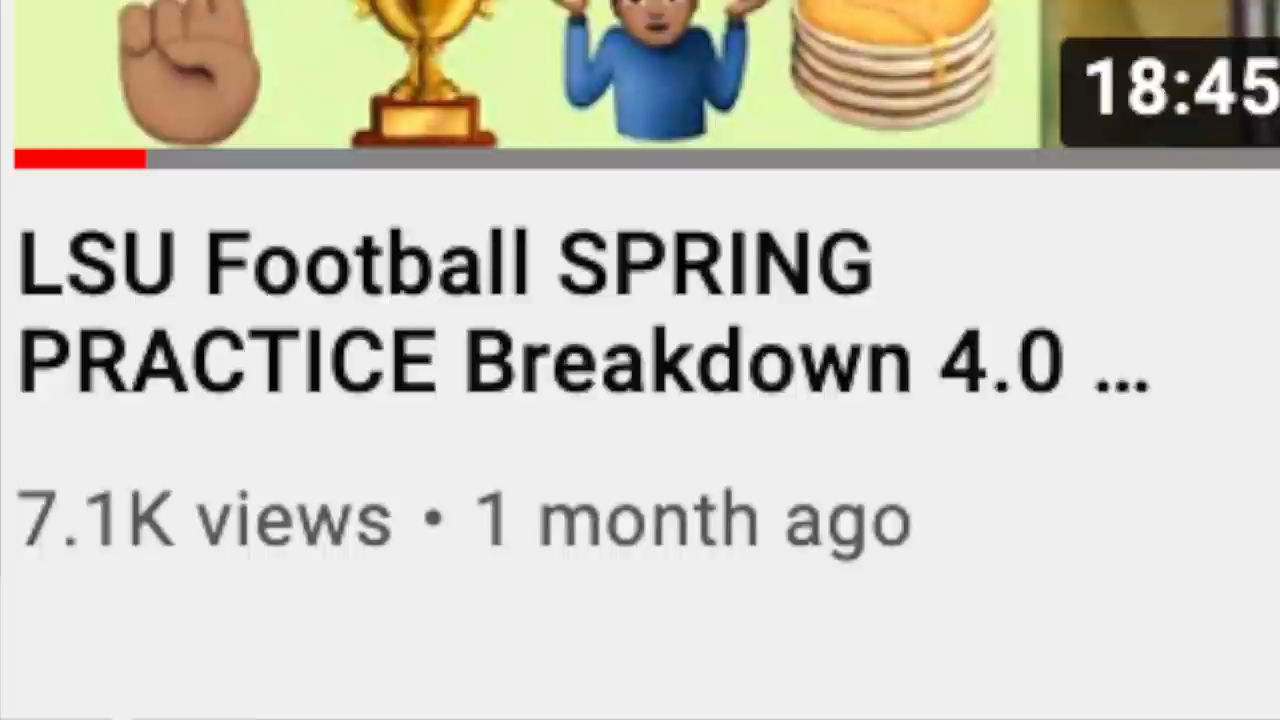 18:45
LSU Football SPRING
PRACTICE Breakdown 4.0 ...
7.1K views • 1 month ago